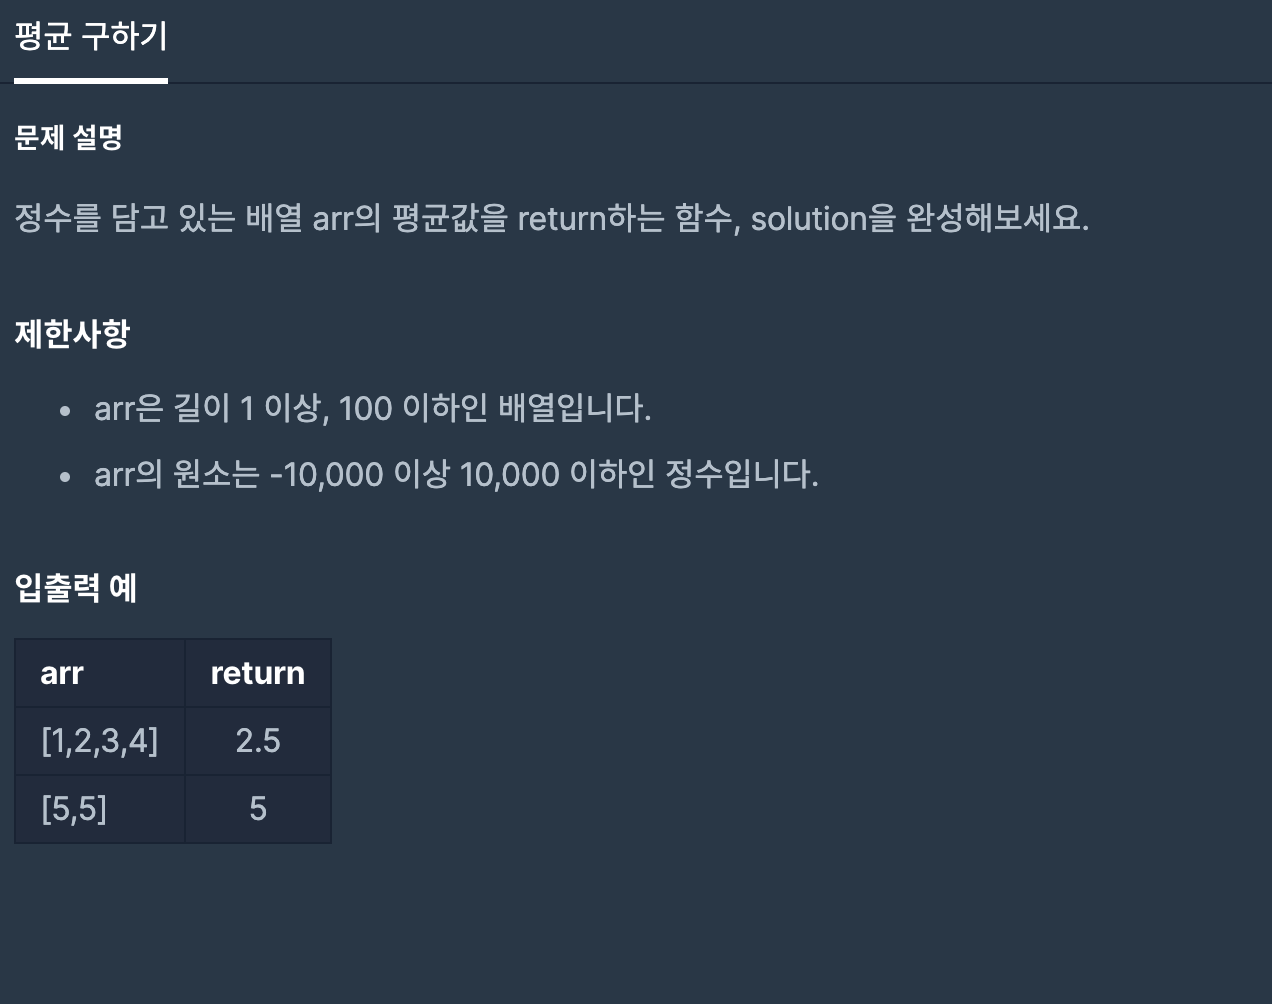 평균 구하기
문제 설명
정수를 담고 있는 배열 arr의 평균값을 return하는 함수, solution을 완성해보세요.
제한사항
• arr은 길이 1 이상, 100 이하인 배열입니다.
• arr의 원소는 -10,000 이상 10,000 이하인 정수입니다.
입출력 예
arr return
[1,2,3,4] 2.5
[5,5] 5